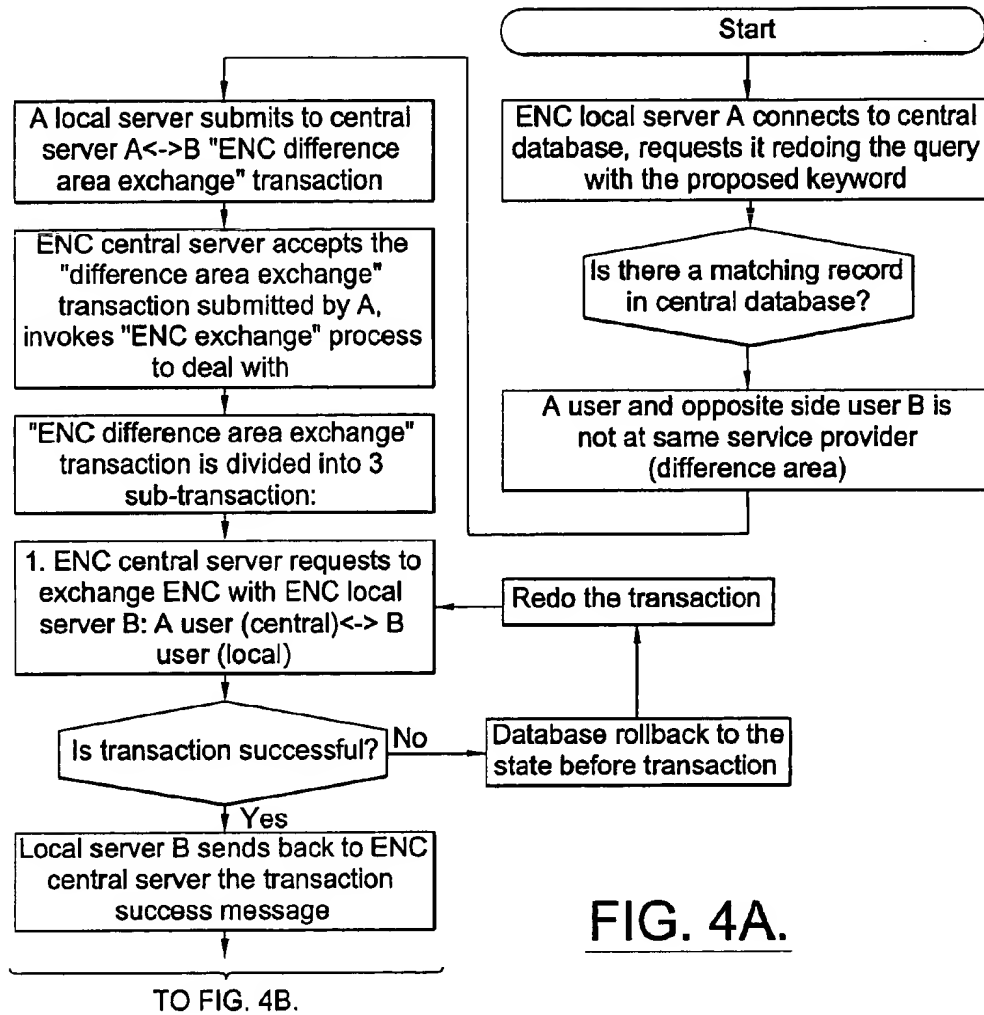 Start
ENC local server A connects to central
database, requests it redoing the query
with the proposed keyword
Is there a matching record
in central database?
A user and opposite side user B is
not at same service provider
(difference area)
A local server submits to central
server A<->B "ENC difference
area exchange" transaction
ENC central server accepts the
"difference area exchange"
transaction submitted by A,
invokes "ENC exchange" process
to deal with
"ENC difference area exchange"
transaction is divided into 3
sub-transaction:
1. ENC central server requests to
exchange ENC with ENC local
server B: A user (central)<-> B
user (local)
Is transaction successful?
No
Database rollback to the
state before transaction
Redo the transaction
Yes
Local server B sends back to ENC
central server the transaction
success message
TO FIG. 4B.
FIG. 4A.